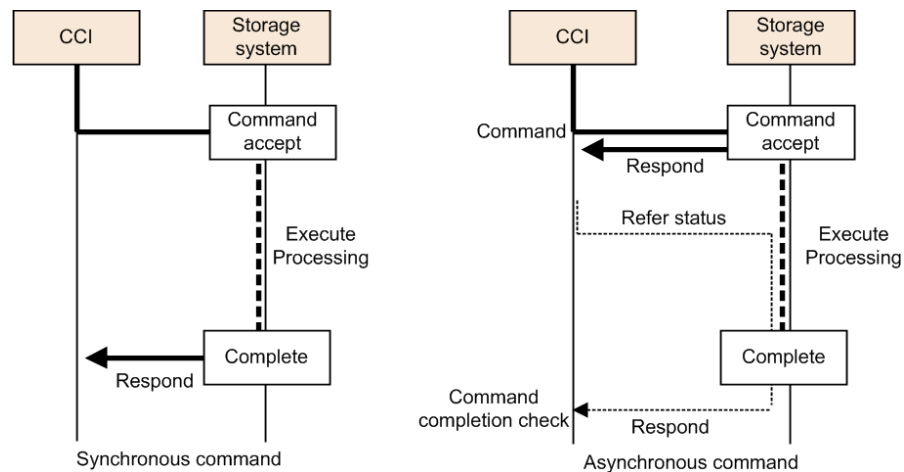 CCI
Storage
system
Command
accept
Execute
Processing
Complete
Respond
Synchronous command
CCI
Storage
system
Command
Command
accept
Respond
Refer status
Execute
Processing
Complete
Command
completion check
Respond
Asynchronous command